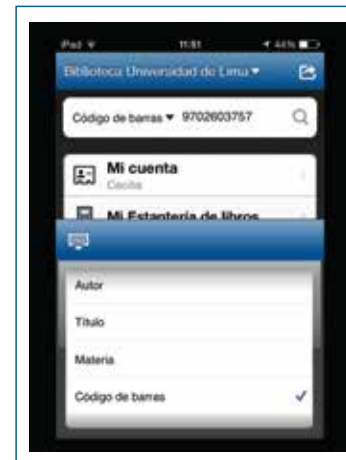 iPad 11:51 44%
Biblioteca Universidad de Lima
Código de barras 9702603757
Mi cuenta
Cecilia
Mi Estantería de libros
Autor
Título
Materia
Código de barras